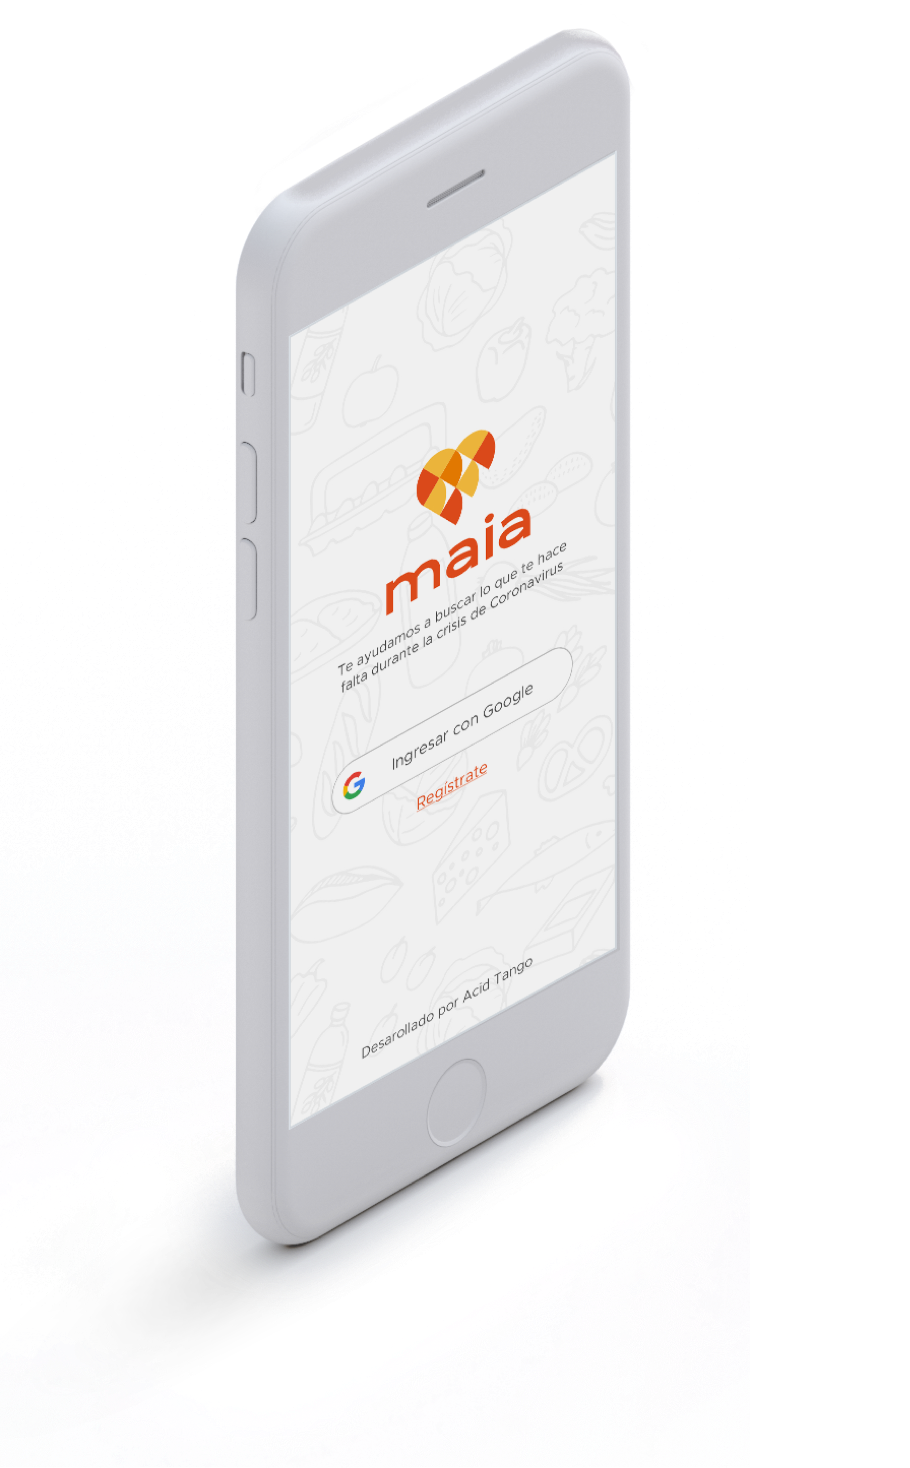 maia
Te ayudamos a buscar lo que te hace
falta durante la crisis de Coronavirus
Ingresar con Google
Regístrate
Desarollado por Acid Tango